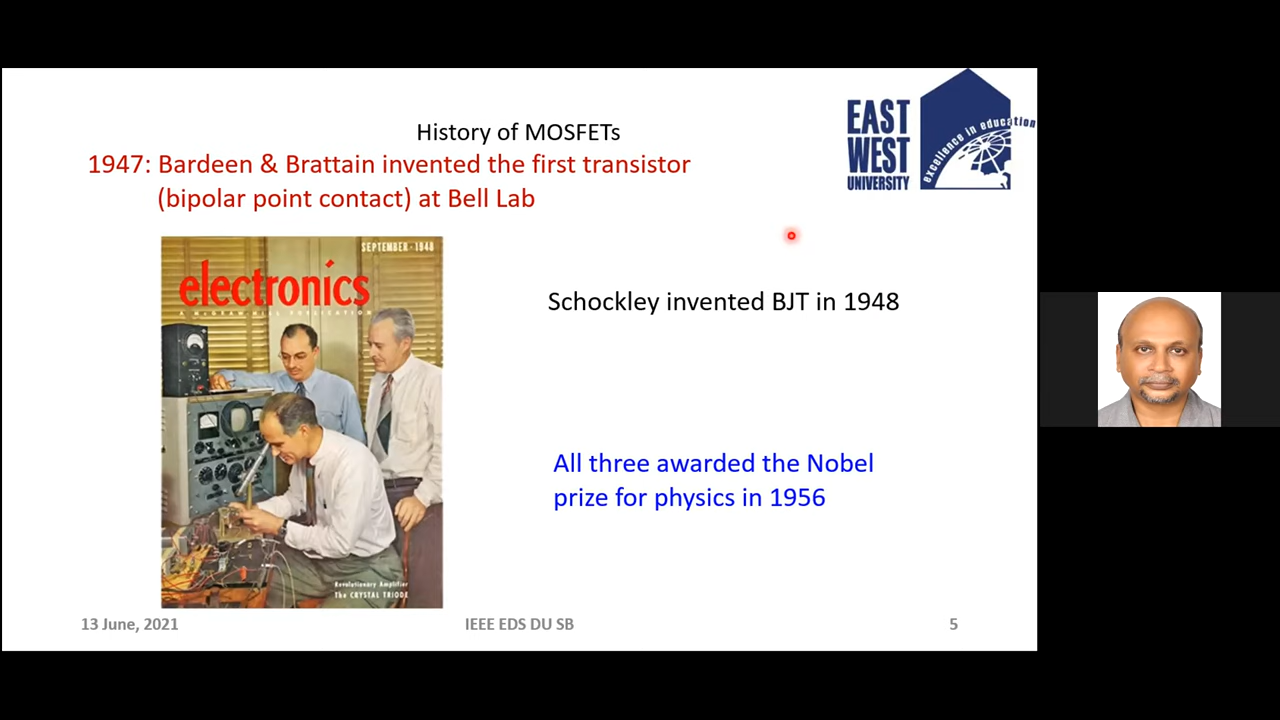 History of MOSFETs
1947: Bardeen & Brattain invented the first transistor
(bipolar point contact) at Bell Lab
EAST
WEST
UNIVERSITY
excellence in education
SEPTEMBER · 1948
electronics
A McGRAW-HILL PUBLICATION
Schockley invented BJT in 1948
All three awarded the Nobel
prize for physics in 1956
Revolutionary Amplifier
The CRYSTAL TRIODE
13 June, 2021
IEEE EDS DU SB
5